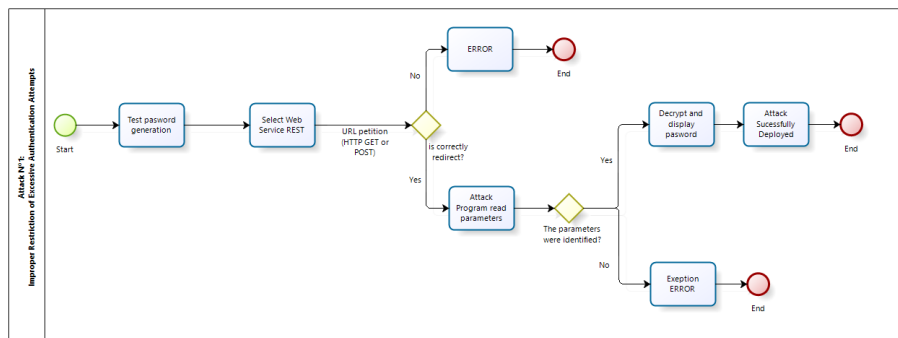 Attack Nº 1:
Improper Restriction of Excessive Authentication Attempts
Start
Test pasword
generation
Select Web
Service REST
URL petition
(HTTP GET or
POST)
is correctly
redirect?
No
ERROR
End
Yes
Attack
Program read
parameters
The parameters
were identified?
Yes
Decrypt and
display
pasword
Attack
Sucessfully
Deployed
End
No
Exeption
ERROR
End